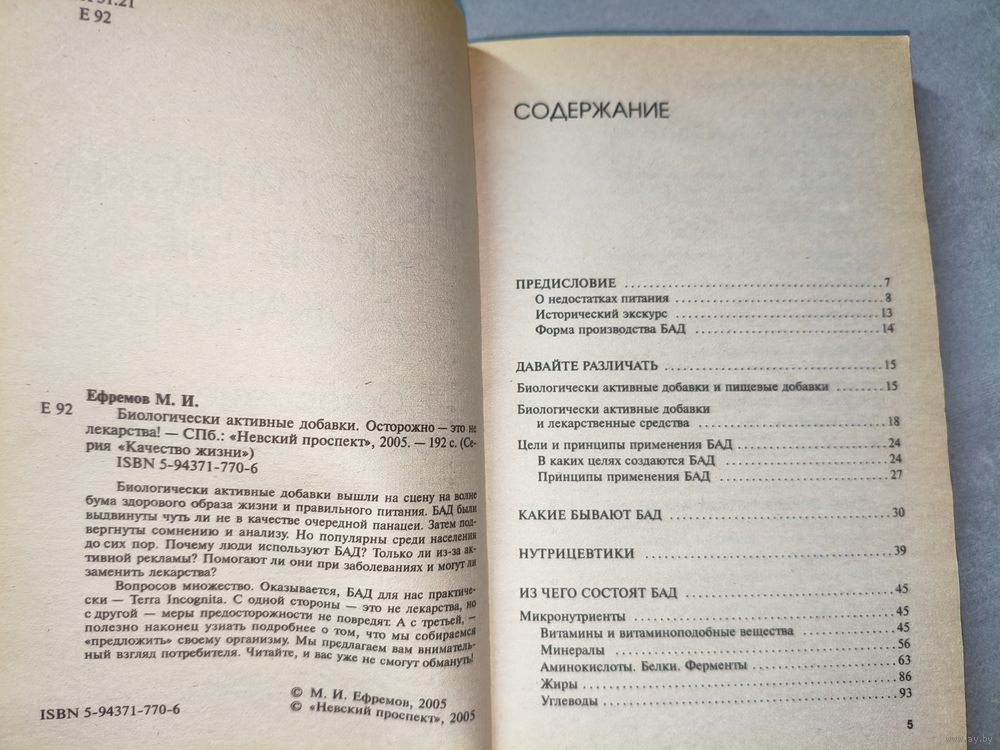 51.21
Е 92
Е 92
Ефремов М. И.
Биологически активные добавки. Осторожно — это не
лекарства! — СПб.: «Невский проспект», 2005. — 192 с. (Се-
рия «Качество жизни»)
ISBN 5-94371-770-6
Биологически активные добавки вышли на сцену на волне
бума здорового образа жизни и правильного питания. БАД были
выдвинуты чуть ли не в качестве очередной панацеи. Затем под-
вергнуты сомнению и анализу. Но популярны среди населения
до сих пор. Почему люди используют БАД? Только ли из-за ак-
тивной рекламы? Помогают ли они при заболеваниях и могут ли
заменить лекарства?
Вопросов множество. Оказывается, БАД для нас практиче-
ски — Terra Incognita. С одной стороны — это не лекарства, но
с другой — меры предосторожности не повредят. А с третьей, —
полезно наконец узнать подробнее о том, что мы собираемся
«предложить» своему организму. Мы предлагаем вам вниматель-
ный взгляд потребителя. Читайте, и вас уже не смогут обмануть!
© М. И. Ефремов, 2005
© «Невский проспект», 2005
ISBN 5-94371-770-6
СОДЕРЖАНИЕ
ПРЕДИСЛОВИЕ ........ 7
О недостатках питания ........ 8
Исторический экскурс ........ 13
Форма производства БАД ........ 14
ДАВАЙТЕ РАЗЛИЧАТЬ ........ 15
Биологически активные добавки и пищевые добавки ........ 15
Биологически активные добавки
и лекарственные средства ........ 18
Цели и принципы применения БАД ........ 24
В каких целях создаются БАД ........ 24
Принципы применения БАД ........ 27
КАКИЕ БЫВАЮТ БАД ........ 30
НУТРИЦЕВТИКИ ........ 39
ИЗ ЧЕГО СОСТОЯТ БАД ........ 45
Микронутриенты ........ 45
Витамины и витаминоподобные вещества ........ 45
Минералы ........ 56
Аминокислоты. Белки. Ферменты ........ 63
Жиры ........ 86
Углеводы ........ 93
5
www.ay.by